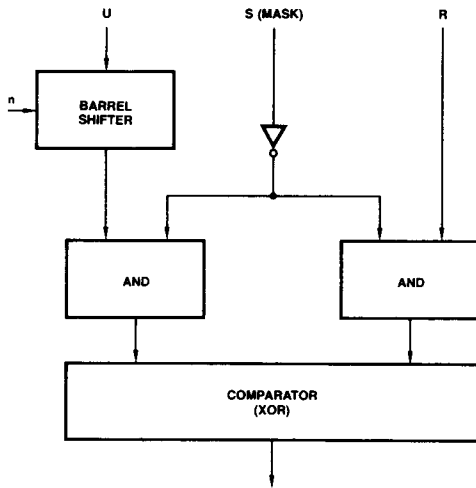 U
S (MASK)
R
n
BARREL
SHIFTER
AND
AND
COMPARATOR
(XOR)